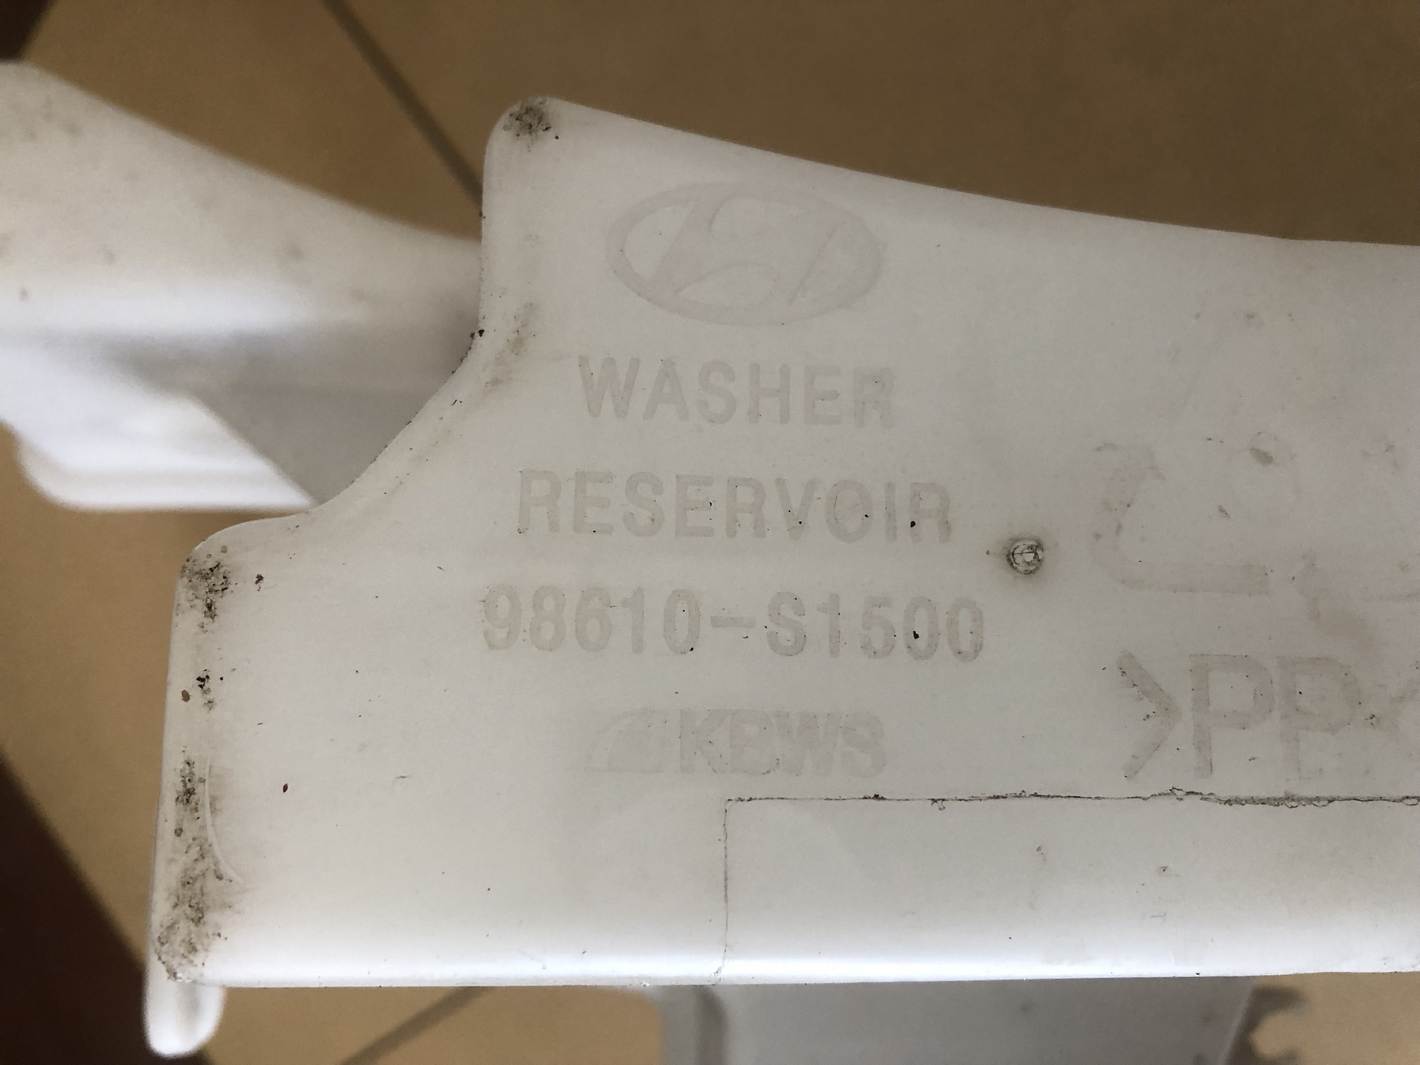 WASHER
RESERVOIR
98610-S1500
KBWS
>PP<